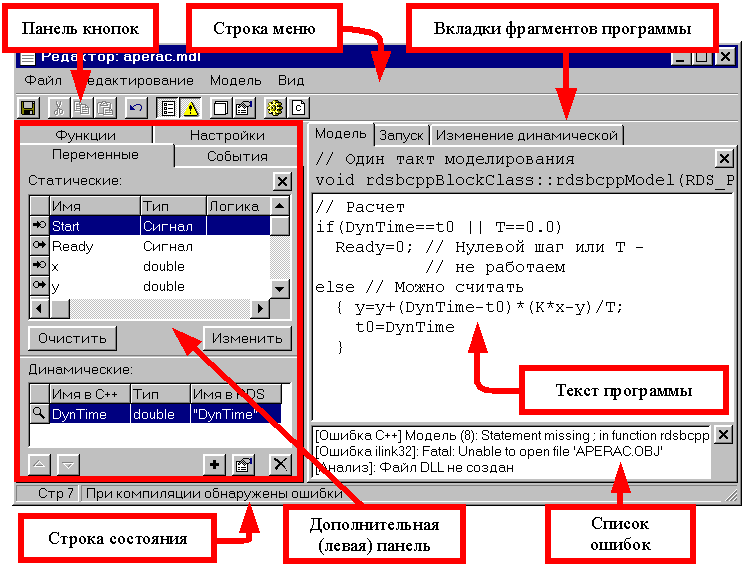 Панель кнопок
Строка меню
Вкладки фрагментов программы
Редактор: aperac.mdl
Файл Редактирование Модель Вид
Функции Настройки
Переменные События
Статические:
Имя Тип Логика
Start Сигнал
Ready Сигнал
x double
y double
Очистить Изменить
Динамические:
Имя в C++ Тип Имя в RDS
DynTime double "DynTime"
Модель Запуск Изменение динамической
// Один такт моделирования
void rdsbcppBlockClass::rdsbcppModel(RDS_P
// Расчет
if(DynTime==t0 || T==0.0)
Ready=0; // Нулевой шаг или T -
// не работаем
else // Можно считать
{ y=y+(DynTime-t0)*(K*x-y)/T;
t0=DynTime
}
Текст программы
[Ошибка C++] Модель (8): Statement missing ; in function rdsbcpp
[Ошибка ilink32]: Fatal: Unable to open file 'APERAC.OBJ'
[Анализ]: Файл DLL не создан
Стр 7 При компиляции обнаружены ошибки
Строка состояния
Дополнительная
(левая) панель
Список
ошибок